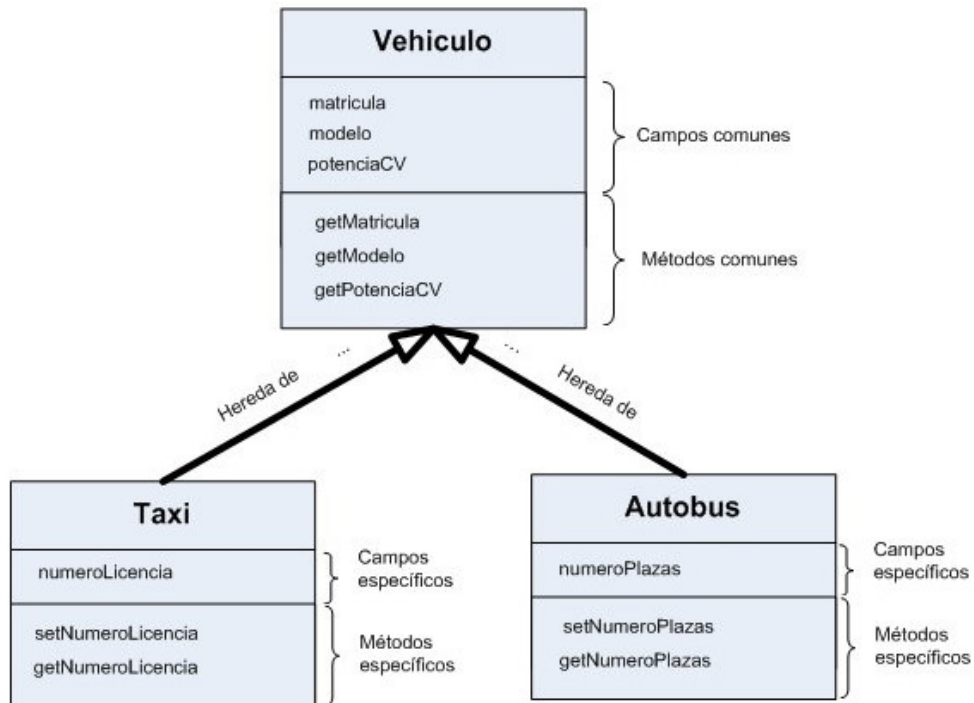 Vehiculo
matricula
modelo
potenciaCV
Campos comunes
getMatricula
getModelo
getPotenciaCV
Métodos comunes
...
Hereda de
...
Hereda de
Taxi
numeroLicencia
Campos
específicos
setNumeroLicencia
getNumeroLicencia
Métodos
específicos
Autobus
numeroPlazas
Campos
específicos
setNumeroPlazas
getNumeroPlazas
Métodos
específicos